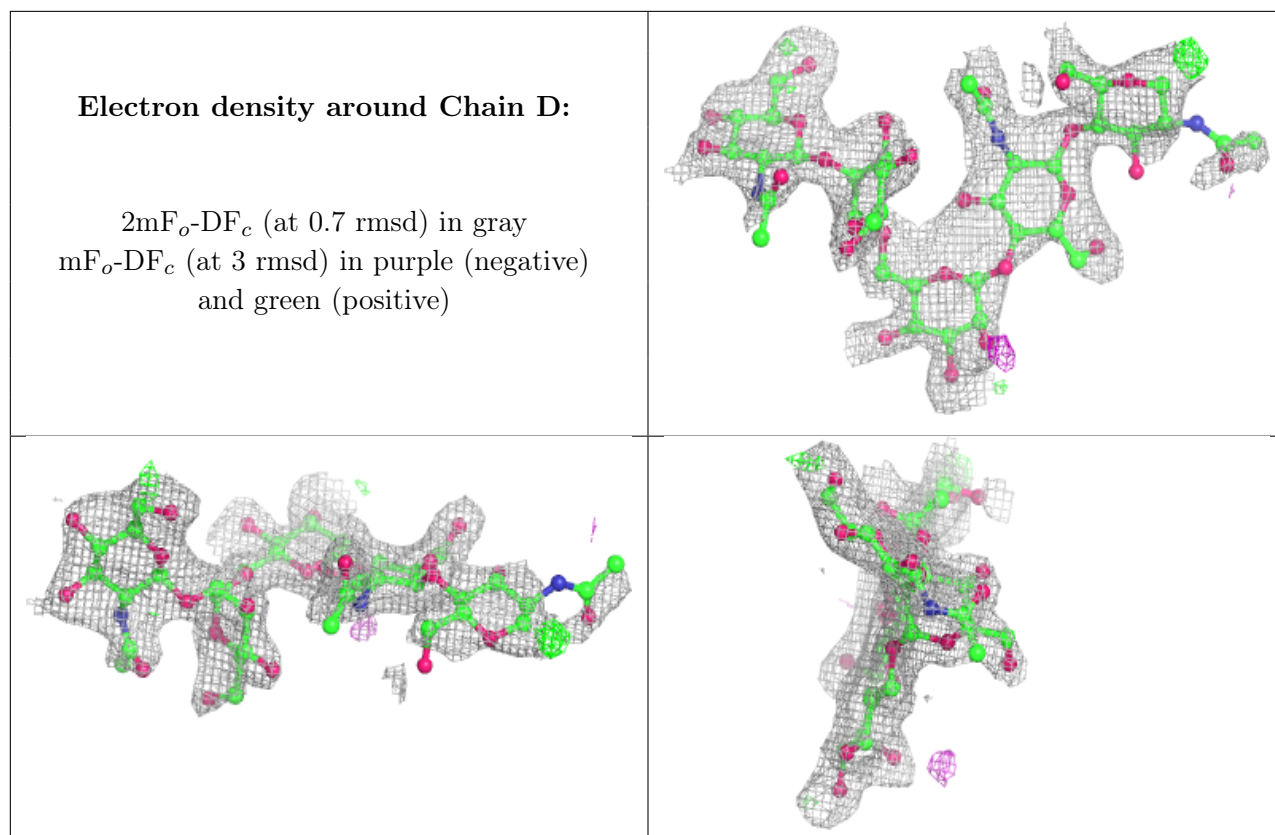 Electron density around Chain D:
2mFₒ-DF𝑐 (at 0.7 rmsd) in gray
mFₒ-DF𝑐 (at 3 rmsd) in purple (negative)
and green (positive)